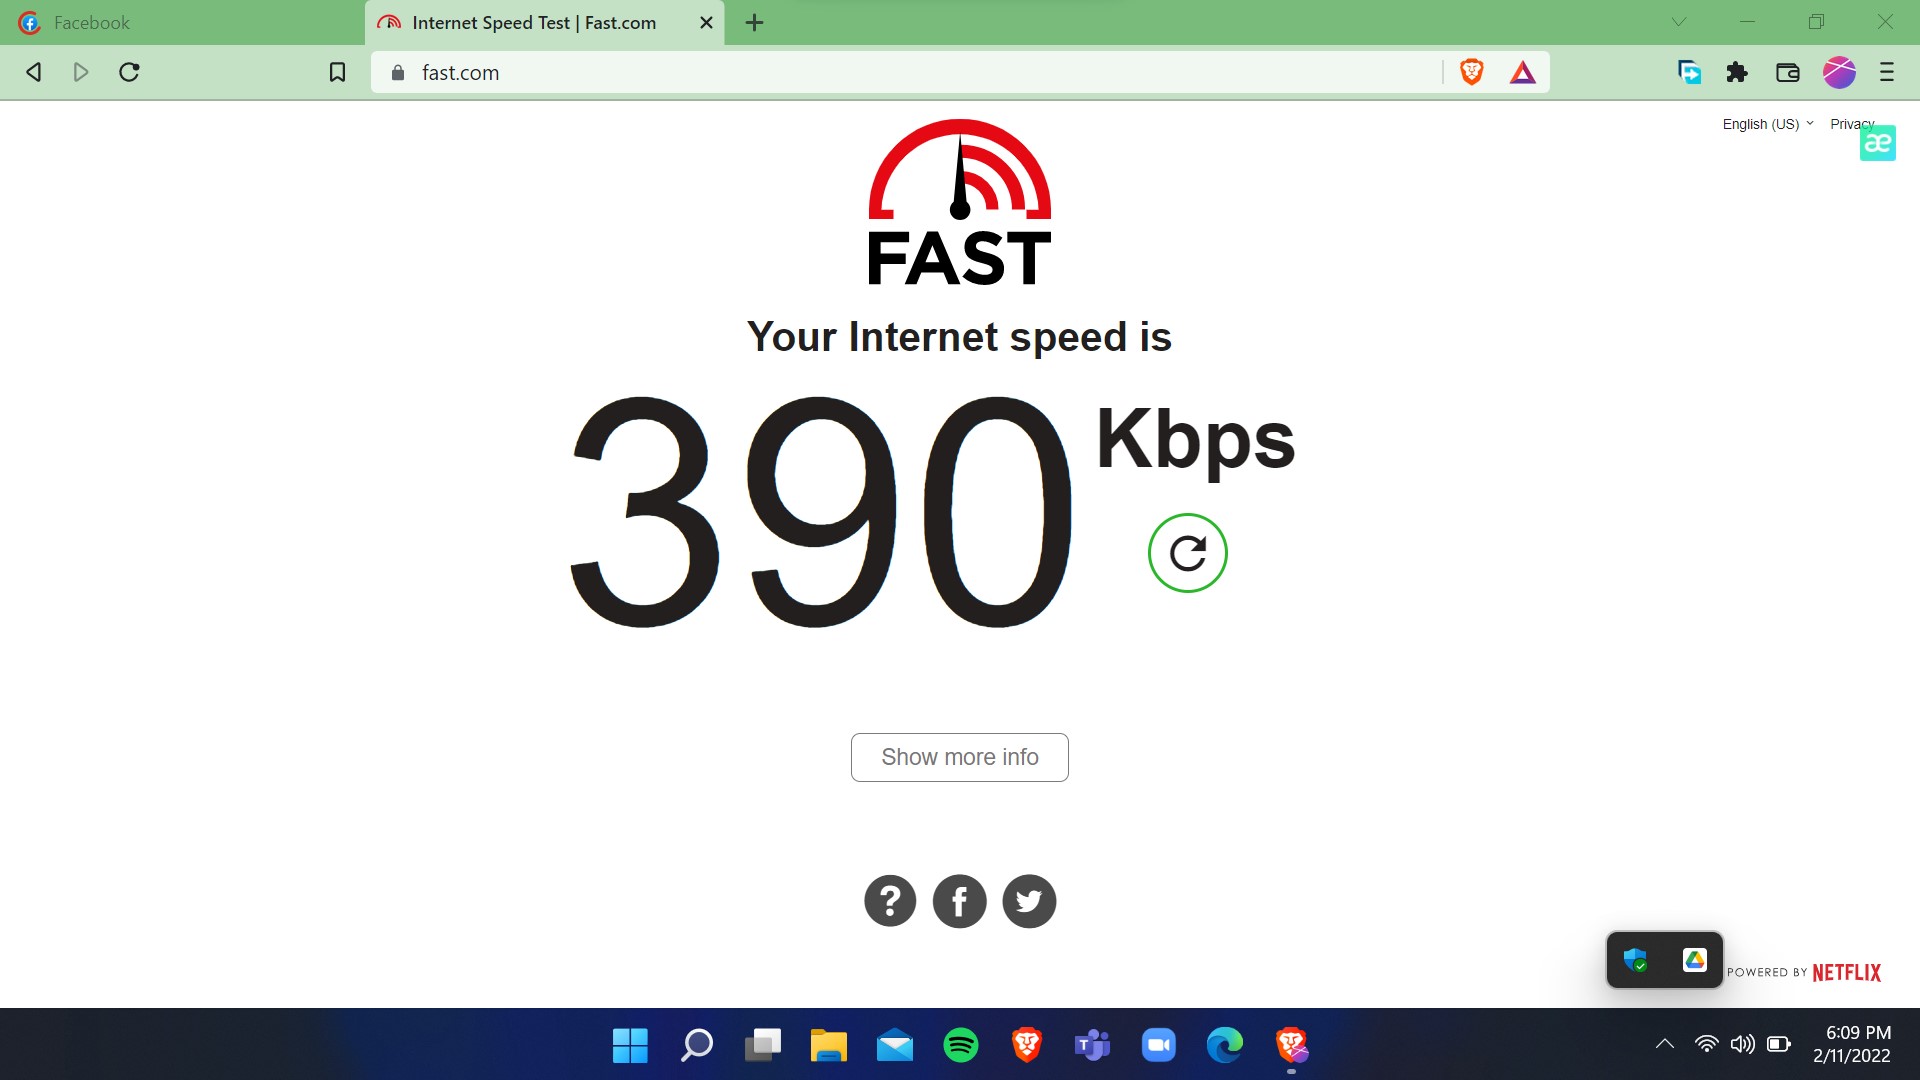 Facebook
Internet Speed Test | Fast.com
fast.com
English (US)
Privacy
æ
FAST
Your Internet speed is
390 Kbps
Show more info
POWERED BY NETFLIX
6:09 PM
2/11/2022